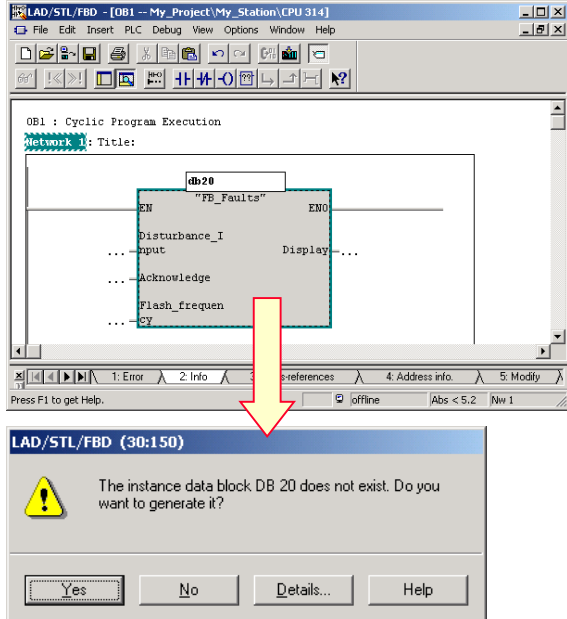 LAD/STL/FBD - [OB1 -- My_Project\My_Station\CPU 314]
File Edit Insert PLC Debug View Options Window Help
OB1 : Cyclic Program Execution
Network 1: Title:
db20
"FB_Faults"
EN ENO
Disturbance_I
... nput Display ...
... Acknowledge
Flash_frequen
... cy
1: Error 2: Info 3 s-references 4: Address info. 5: Modify
Press F1 to get Help. offline Abs < 5.2 Nw 1
LAD/STL/FBD (30:150)
The instance data block DB 20 does not exist. Do you
want to generate it?
Yes No Details... Help